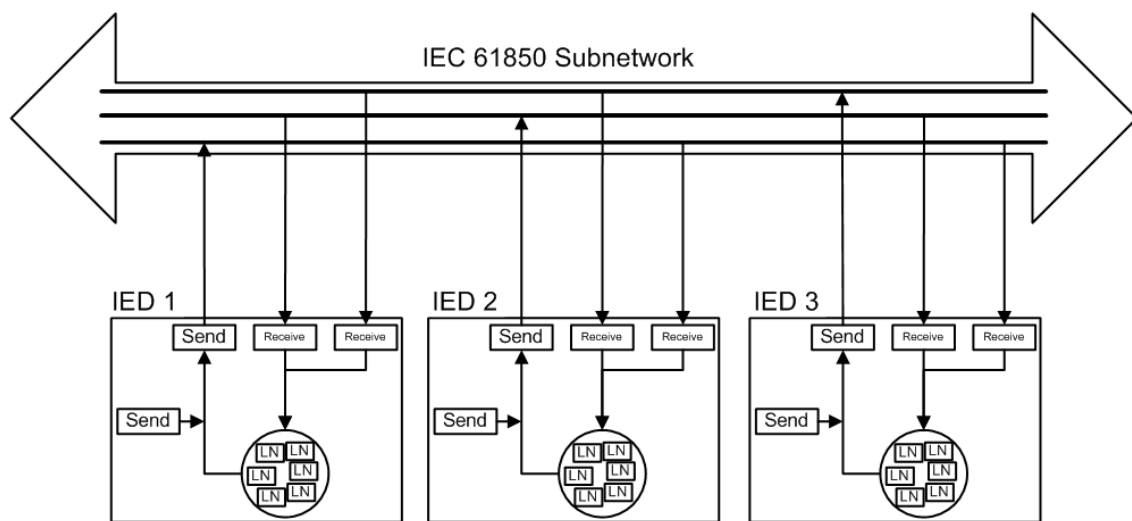 IEC 61850 Subnetwork
IED 1
Send
Receive
Receive
Send
LN
LN
LN
LN
LN
LN
IED 2
Send
Receive
Receive
Send
LN
LN
LN
LN
LN
LN
IED 3
Send
Receive
Receive
Send
LN
LN
LN
LN
LN
LN